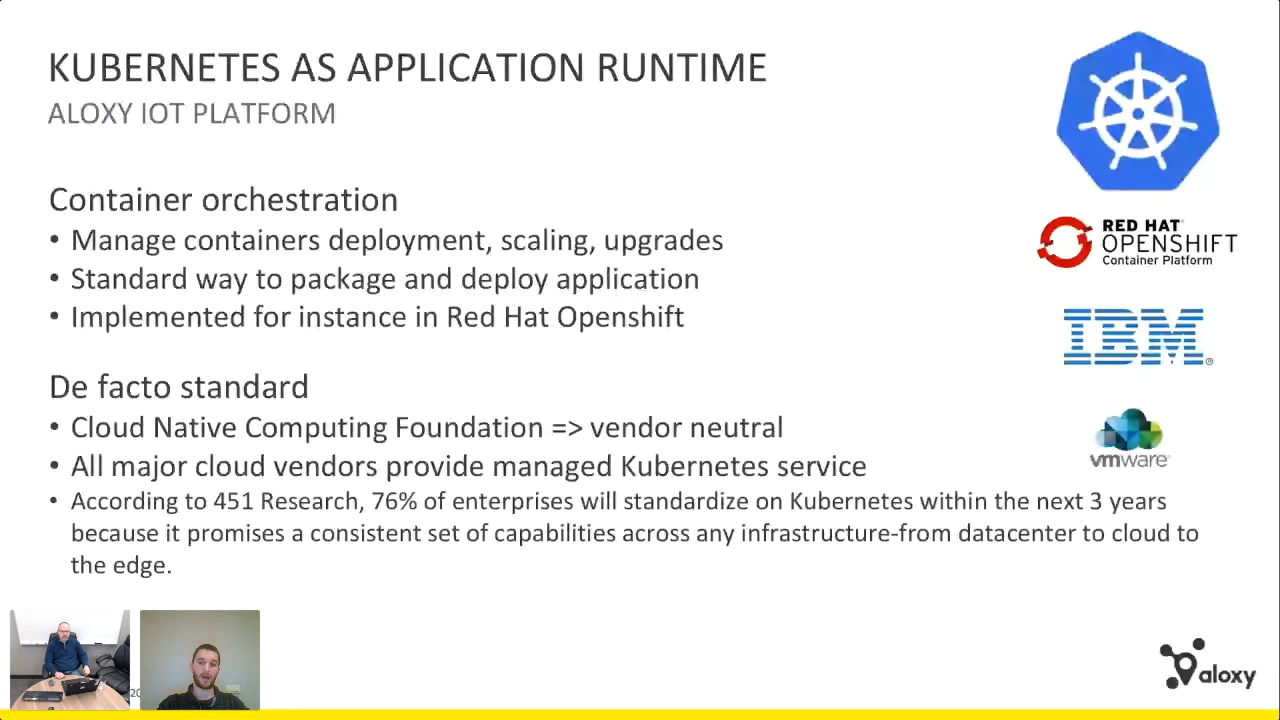 KUBERNETES AS APPLICATION RUNTIME
ALOXY IOT PLATFORM
Container orchestration
• Manage containers deployment, scaling, upgrades
• Standard way to package and deploy application
• Implemented for instance in Red Hat Openshift
De facto standard
• Cloud Native Computing Foundation => vendor neutral
• All major cloud vendors provide managed Kubernetes service
• According to 451 Research, 76% of enterprises will standardize on Kubernetes within the next 3 years
because it promises a consistent set of capabilities across any infrastructure-from datacenter to cloud to
the edge.
RED HAT
OPENSHIFT
Container Platform
IBM®
vmware
20
aloxy